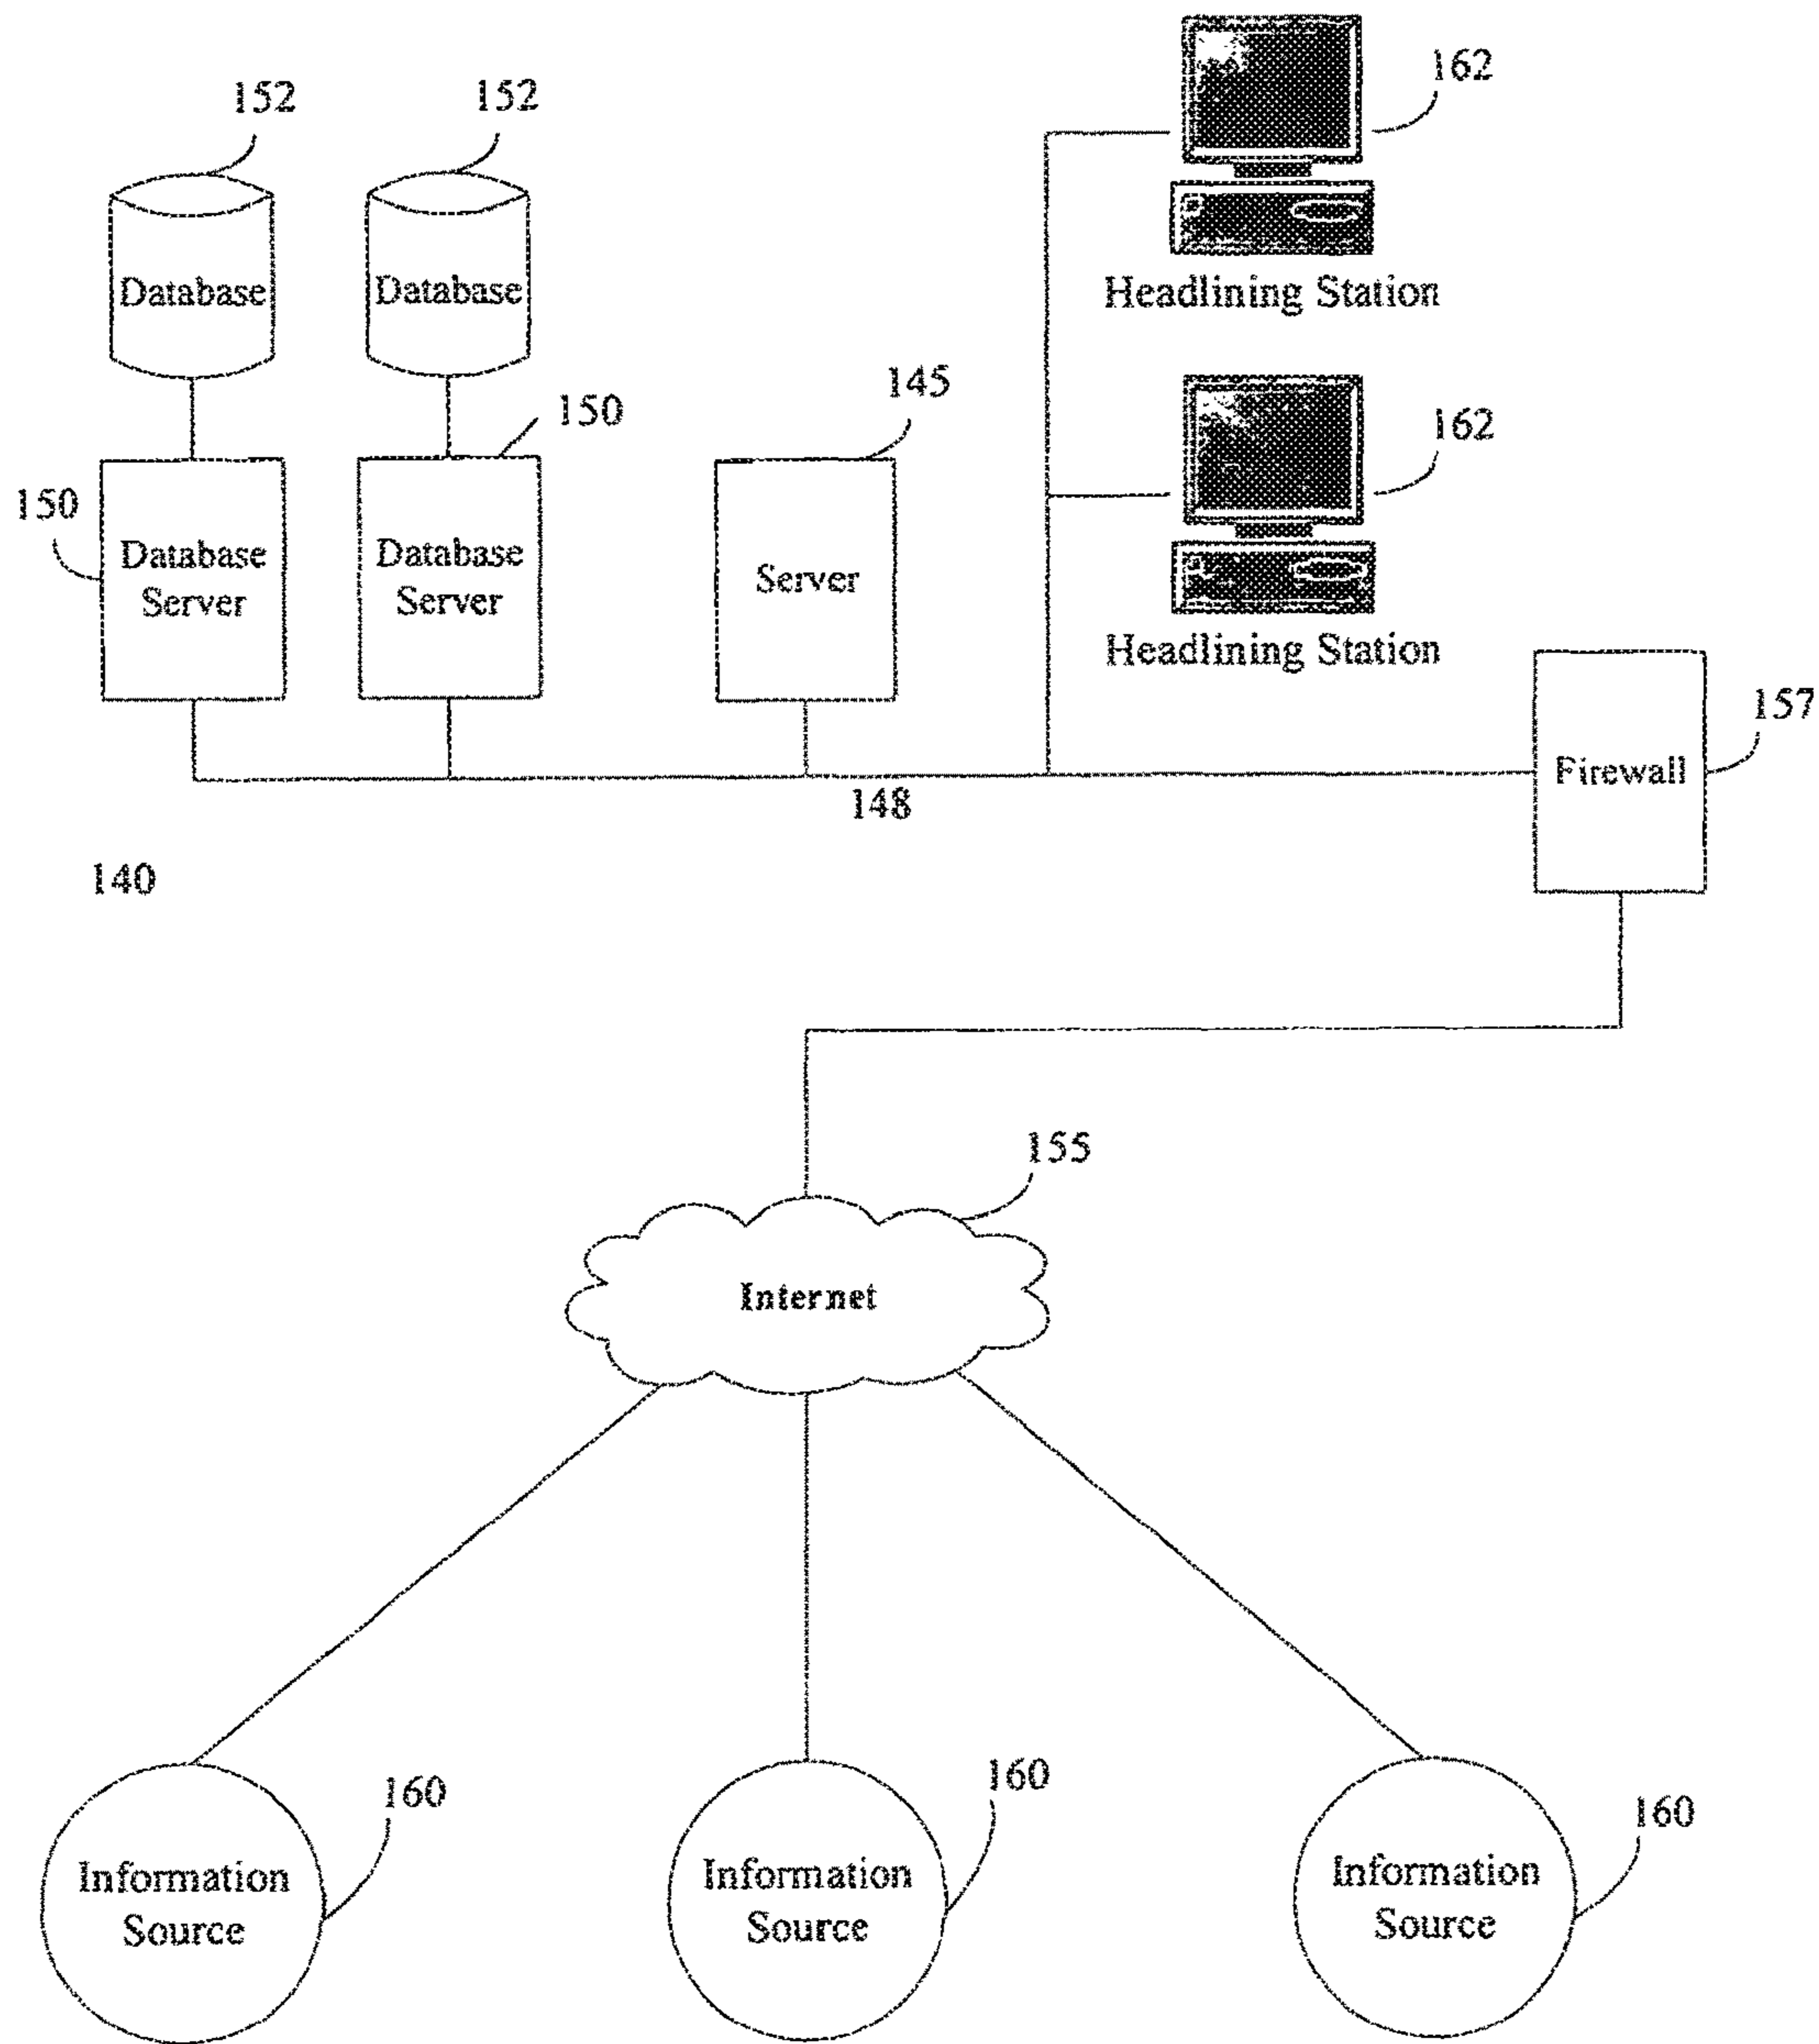 152
152
162
Database
Database
Headlining Station
145
150
162
150
Database
Server
Database
Server
Server
Headlining Station
157
Firewall
148
140
155
Internet
160
160
160
Information
Source
Information
Source
Information
Source